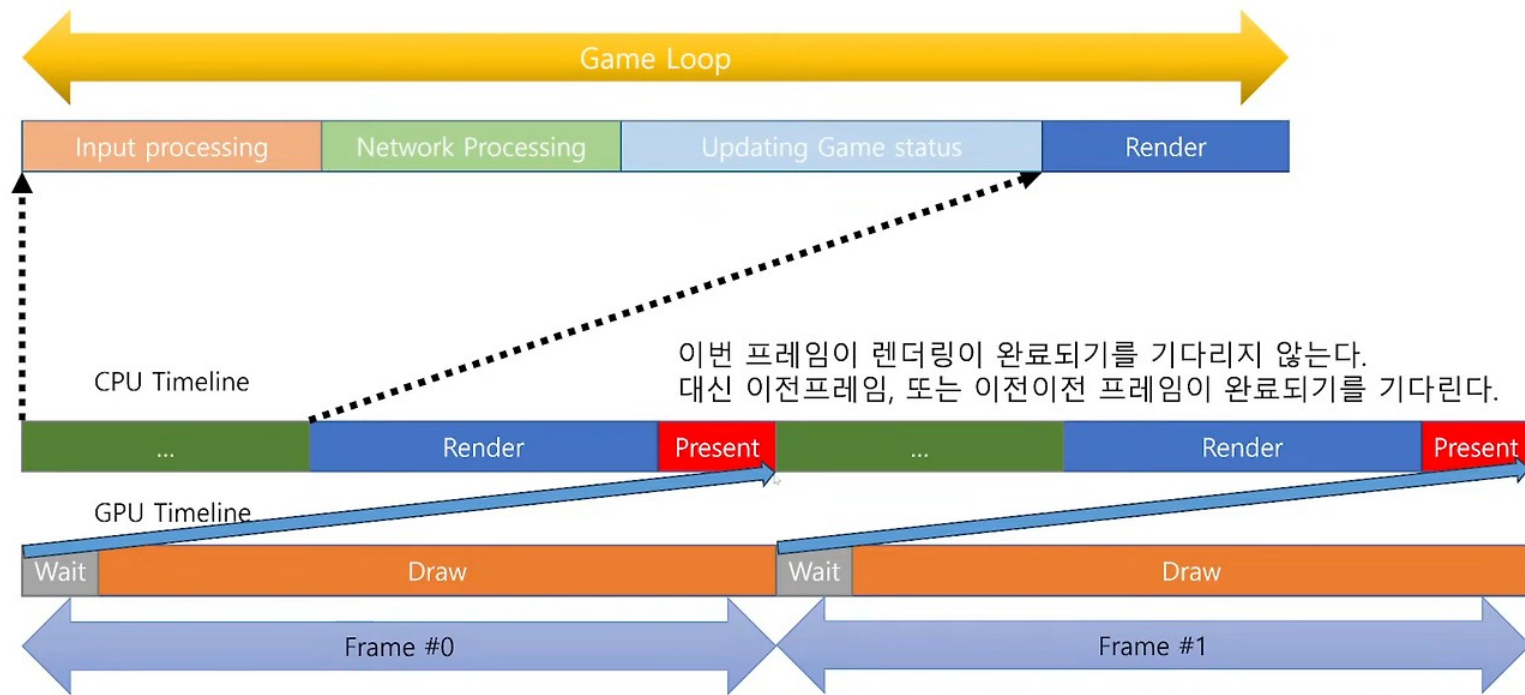 Game Loop
Input processing
Network Processing
Updating Game status
Render
이번 프레임이 렌더링이 완료되기를 기다리지 않는다.
대신 이전프레임, 또는 이전이전 프레임이 완료되기를 기다린다.
CPU Timeline
...
Render
Present
...
Render
Present
GPU Timeline
Wait
Draw
Wait
Draw
Frame #0
Frame #1